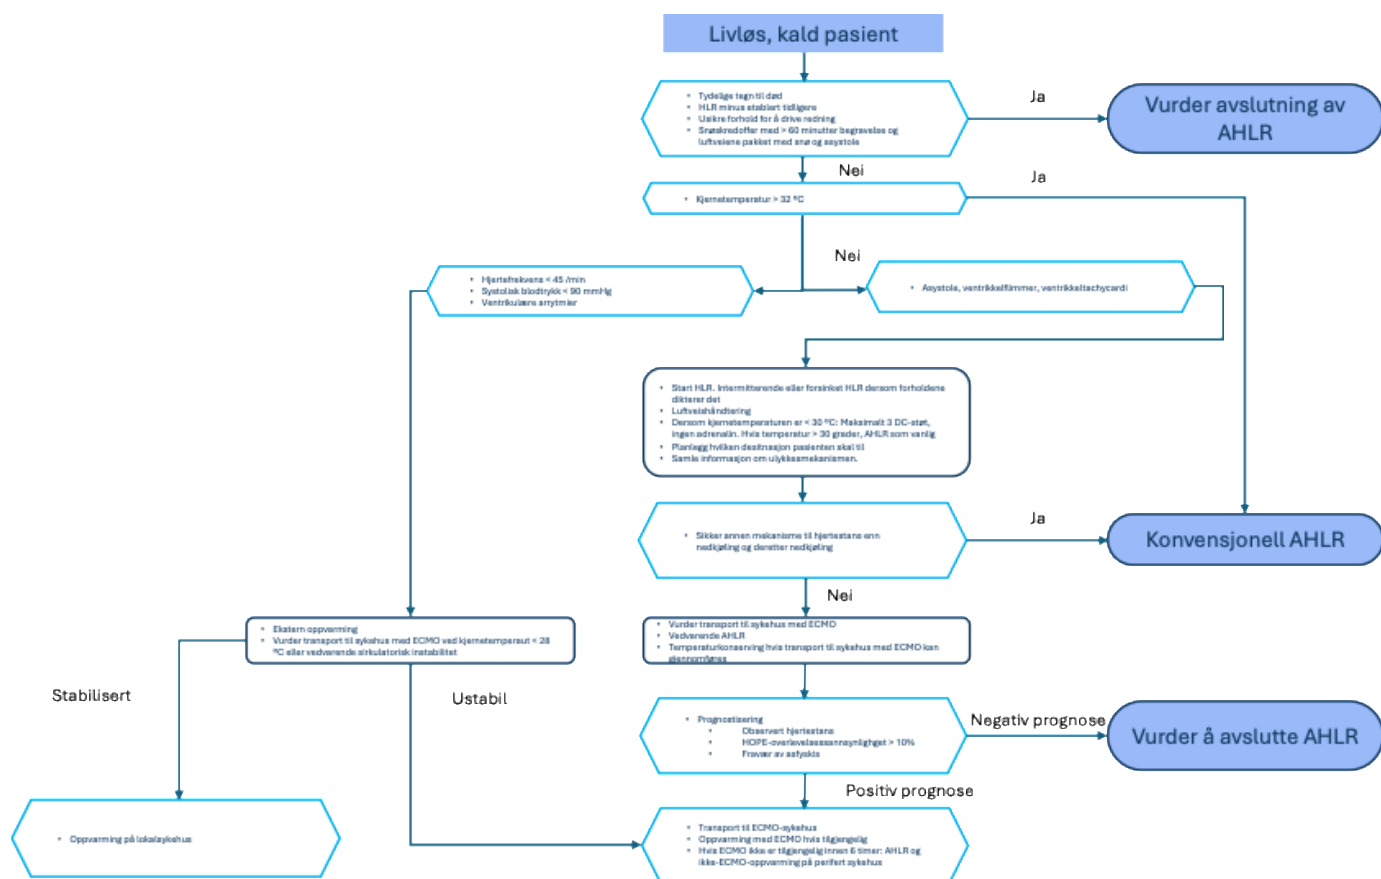 Livløs, kald pasient
• Tydelige tegn til død
• HLR minus etablert tidligere
• Usikre forhold for å drive redning
• Snøskredoffer med > 60 minutter begravelse og
luftveiene pakket med snø og asystole
Ja
Vurder avslutning av
AHLR
Nei
• Kjernetemperatur > 32 ºC
Ja
Nei
• Hjertefrekvens < 45 /min
• Systolisk blodtrykk < 90 mmHg
• Ventrikulære arrytmier
• Asystole, ventrikkelflimmer, ventrikkeltachycardi
• Start HLR. Intermitterende eller forsinket HLR dersom forholdene
dikterer det
• Luftveishåndtering
• Dersom kjernetemperaturen er < 30 ºC: Maksimalt 3 DC-støt,
ingen adrenalin. Hvis temperatur > 30 grader, AHLR som vanlig
• Planlegg hvilken desitnasjon pasienten skal til
• Samle informasjon om ulykkesmekanismen.
• Sikker annen mekanisme til hjertestans enn
nedkjøling og deretter nedkjøling
Ja
Konvensjonell AHLR
Nei
• Ekstern oppvarming
• Vurder transport til sykehus med ECMO ved kjernetemperaut < 28
ºC eller vedvarende sirkulatorisk instabilitet
• Vurder transport til sykehus med ECMO
• Vedverende AHLR
• Temperaturkonservering hvis transport til sykehus med ECMO kan
gjennomføres
Stabilisert
Ustabil
• Prognostisering
• Observert hjertestans
• HOPE-overlevelsessannsynlighget > 10%
• Fravær av asfyksis
Negativ prognose
Vurder å avslutte AHLR
Positiv prognose
• Oppvarming på lokalsykehus
• Transport til ECMO-sykehus
• Oppvarming med ECMO hvis tilgjengelig
• Hvis ECMO ikke er tilgjengelig innen 6 timer: AHLR og
ikke-ECMO-oppvarming på perifert sykehus